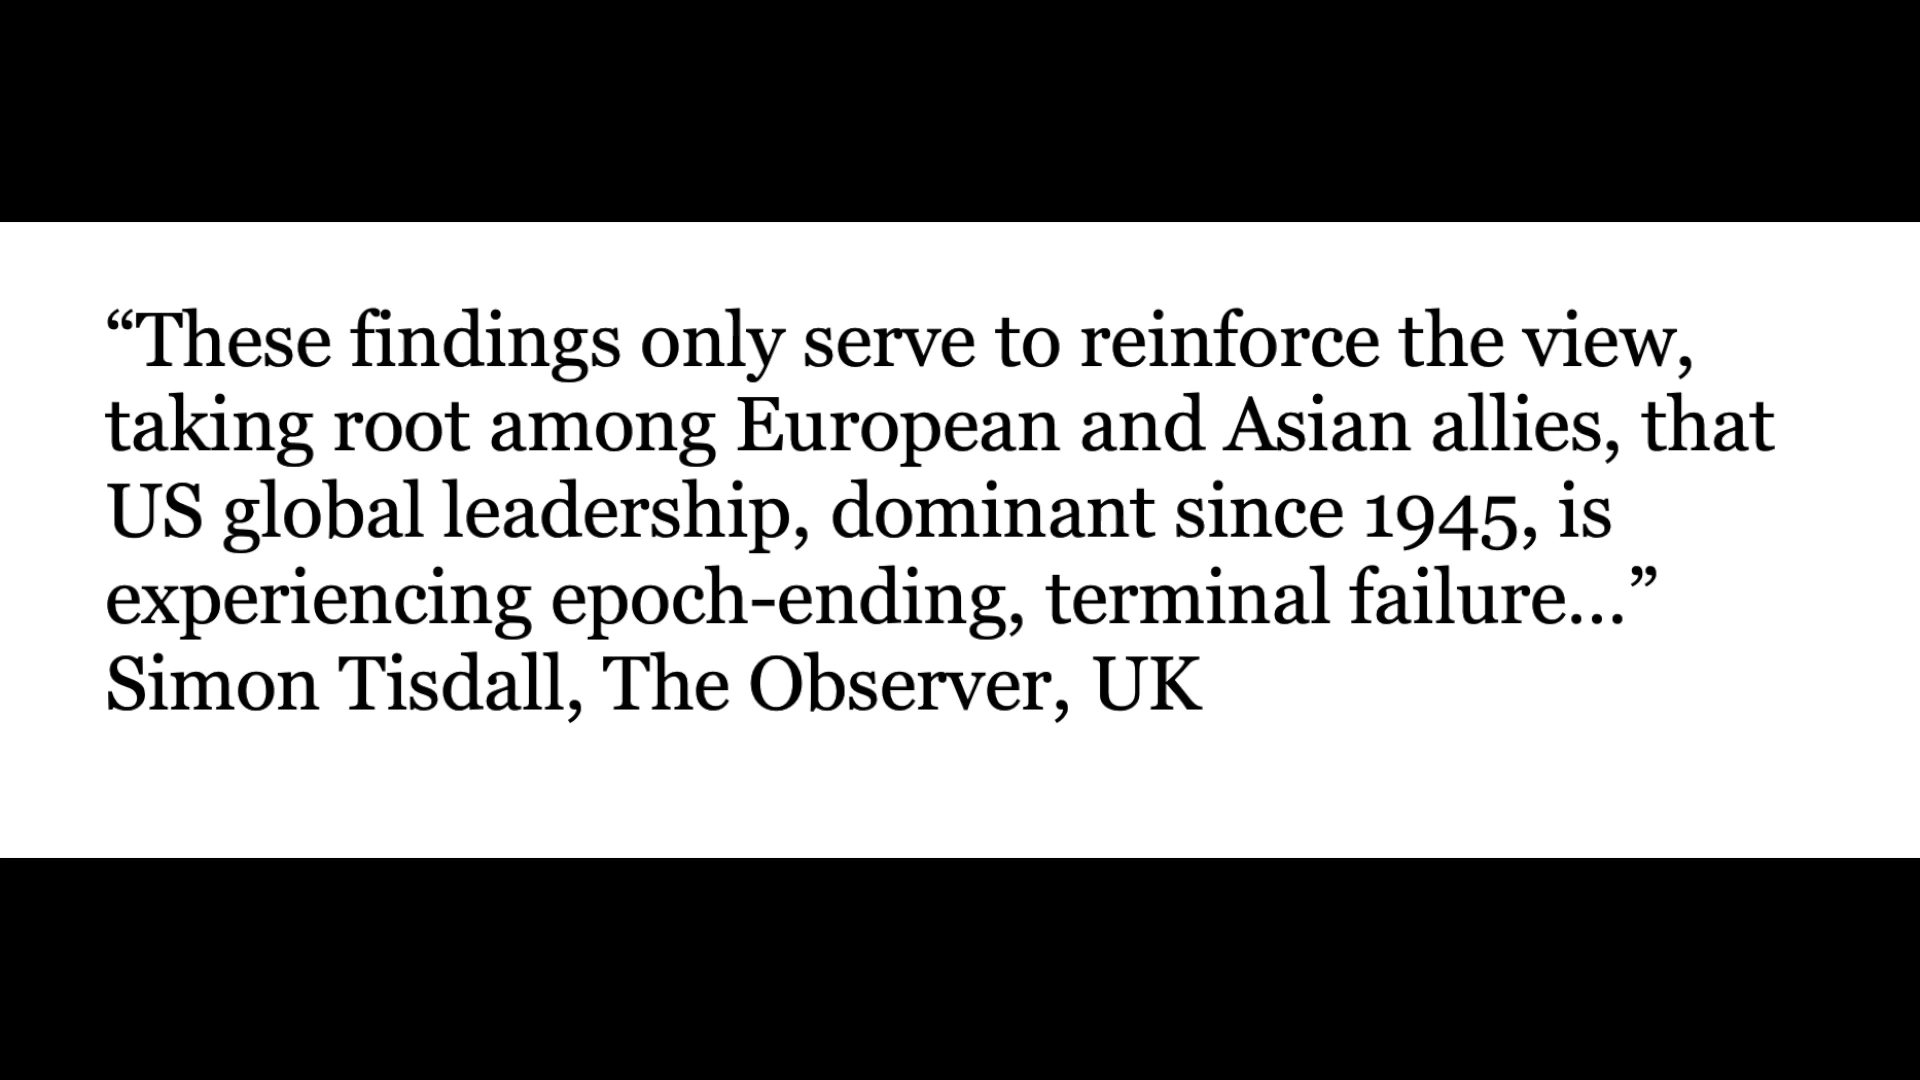 “These findings only serve to reinforce the view,
taking root among European and Asian allies, that
US global leadership, dominant since 1945, is
experiencing epoch-ending, terminal failure...”
Simon Tisdall, The Observer, UK